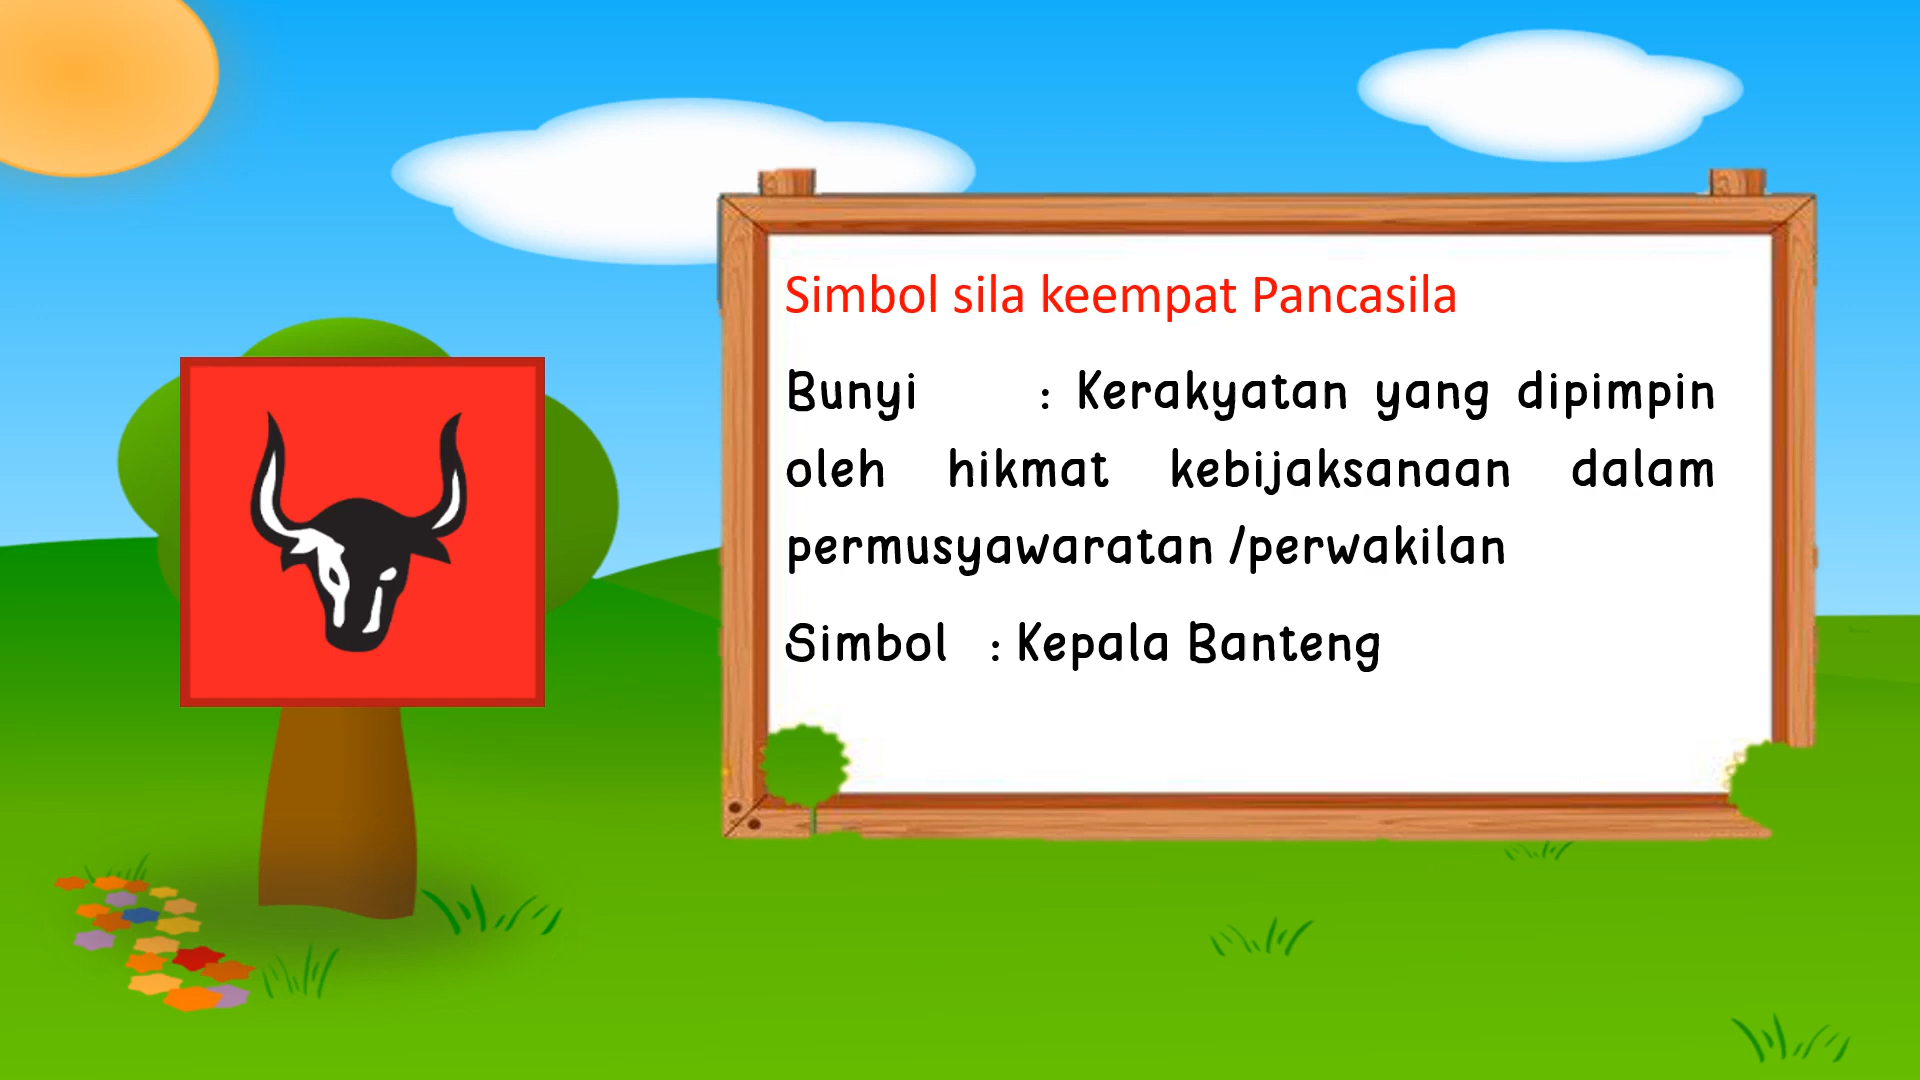 Simbol sila keempat Pancasila
Bunyi : Kerakyatan yang dipimpin
oleh hikmat kebijaksanaan dalam
permusyawaratan /perwakilan
Simbol : Kepala Banteng